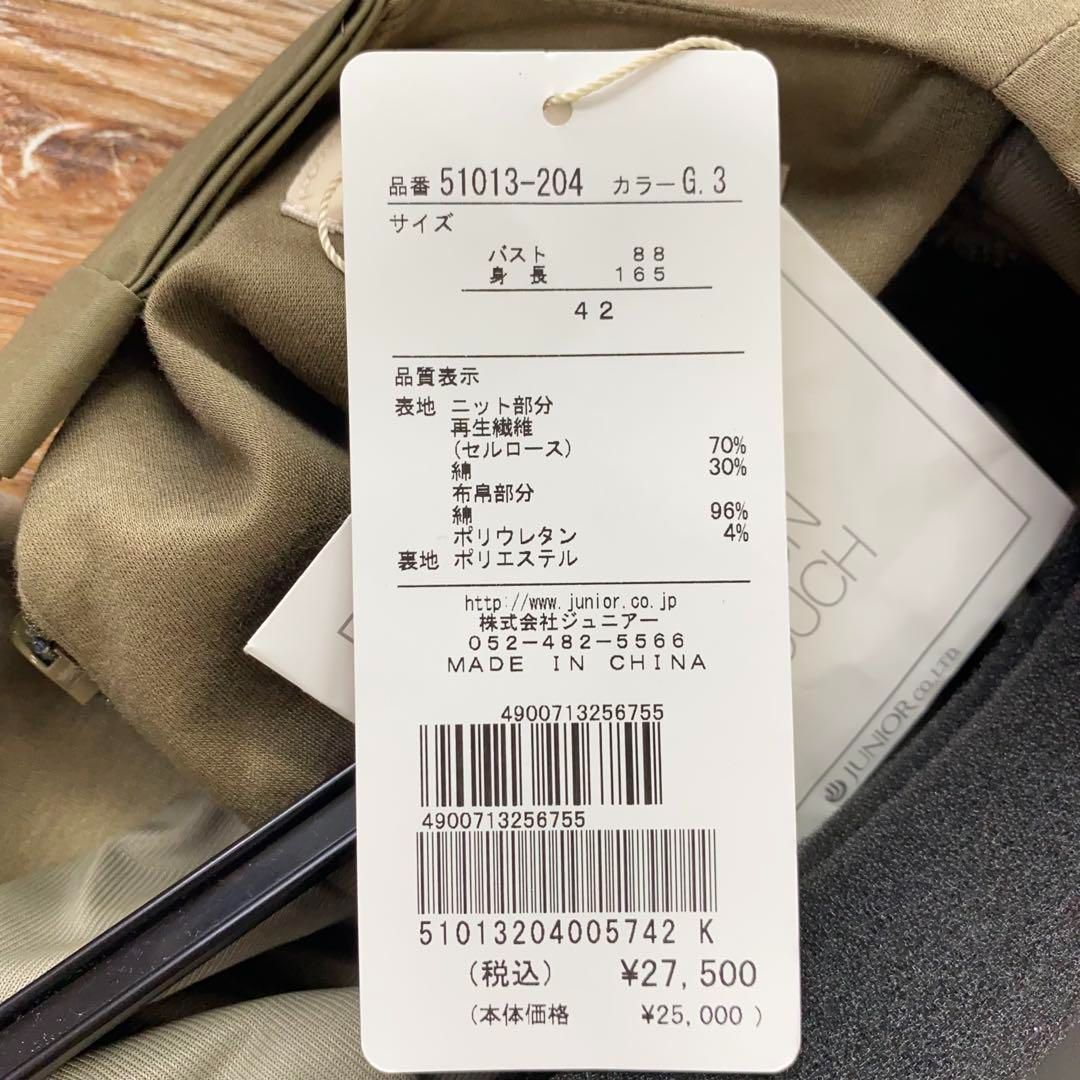 品番 51013-204 カラー G.3
サイズ
バスト 88
身長 165
42
品質表示
表地 ニット部分
再生繊維
(セルロース) 70%
綿 30%
布帛部分
綿 96%
ポリウレタン 4%
裏地 ポリエステル
http://www.junior.co.jp
株式会社ジュニアー
052-482-5566
MADE IN CHINA
4900713256755
4900713256755
51013204005742 K
(税込) ¥27,500
(本体価格 ¥25,000 )
JUNIOR CO.,LTD.